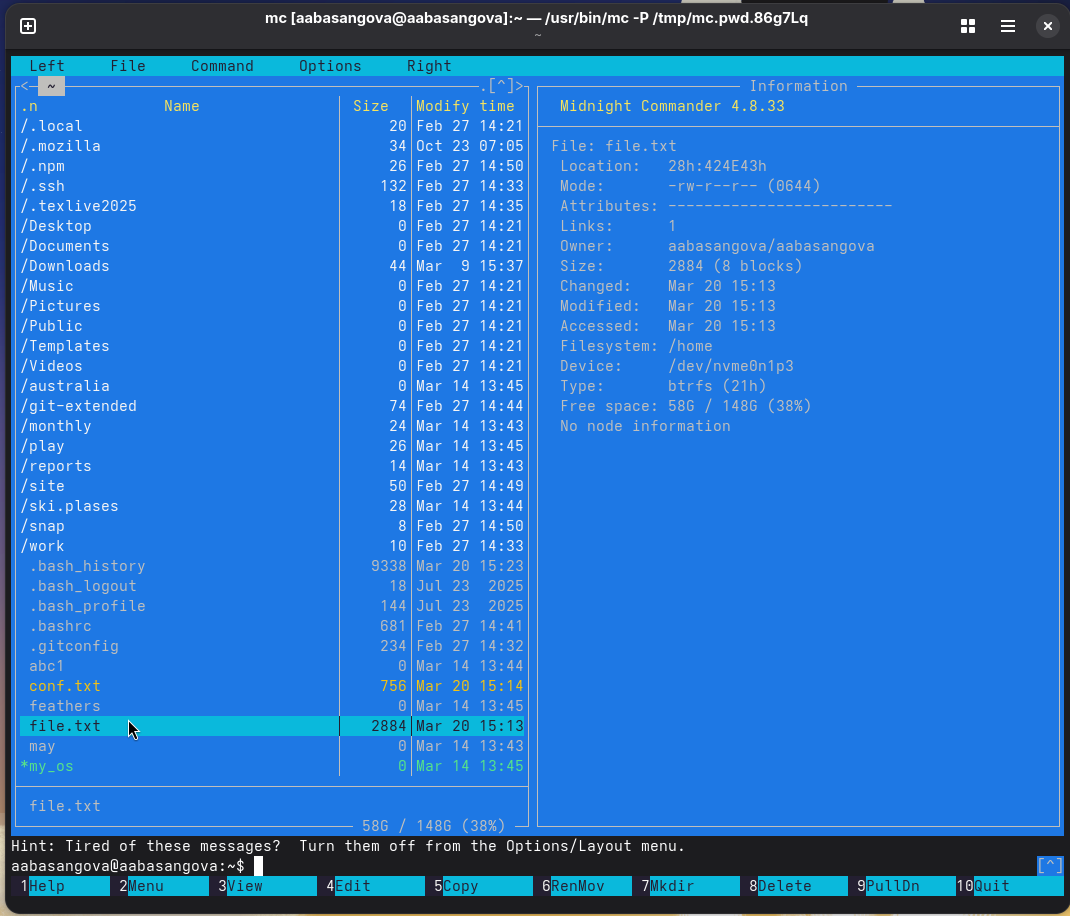 mc [aabasangova@aabasangova]:~ — /usr/bin/mc -P /tmp/mc.pwd.86g7Lq
~
Left File Command Options Right
<─ ~ ─.[^]>
.n Name Size Modify time
/.local 20 Feb 27 14:21
/.mozilla 34 Oct 23 07:05
/.npm 26 Feb 27 14:50
/.ssh 132 Feb 27 14:33
/.texlive2025 18 Feb 27 14:35
/Desktop 0 Feb 27 14:21
/Documents 0 Feb 27 14:21
/Downloads 44 Mar 9 15:37
/Music 0 Feb 27 14:21
/Pictures 0 Feb 27 14:21
/Public 0 Feb 27 14:21
/Templates 0 Feb 27 14:21
/Videos 0 Feb 27 14:21
/australia 0 Mar 14 13:45
/git-extended 74 Feb 27 14:44
/monthly 24 Mar 14 13:43
/play 26 Mar 14 13:45
/reports 14 Mar 14 13:43
/site 50 Feb 27 14:49
/ski.plases 28 Mar 14 13:44
/snap 8 Feb 27 14:50
/work 10 Feb 27 14:33
.bash_history 9338 Mar 20 15:23
.bash_logout 18 Jul 23 2025
.bash_profile 144 Jul 23 2025
.bashrc 681 Feb 27 14:41
.gitconfig 234 Feb 27 14:32
abc1 0 Mar 14 13:44
conf.txt 756 Mar 20 15:14
feathers 0 Mar 14 13:45
file.txt 2884 Mar 20 15:13
may 0 Mar 14 13:43
*my_os 0 Mar 14 13:45
file.txt
58G / 148G (38%)
Information
Midnight Commander 4.8.33
File: file.txt
Location: 28h:424E43h
Mode: -rw-r--r-- (0644)
Attributes: -------------------------
Links: 1
Owner: aabasangova/aabasangova
Size: 2884 (8 blocks)
Changed: Mar 20 15:13
Modified: Mar 20 15:13
Accessed: Mar 20 15:13
Filesystem: /home
Device: /dev/nvme0n1p3
Type: btrfs (21h)
Free space: 58G / 148G (38%)
No node information
Hint: Tired of these messages? Turn them off from the Options/Layout menu.
aabasangova@aabasangova:~$ [^]
1Help 2Menu 3View 4Edit 5Copy 6RenMov 7Mkdir 8Delete 9PullDn 10Quit